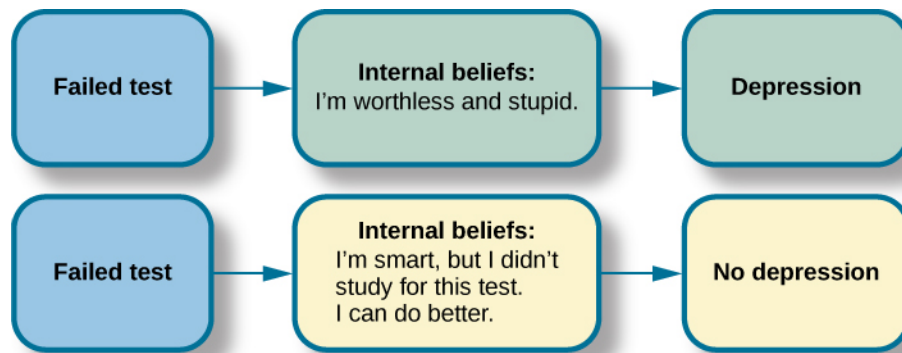 Failed test
Internal beliefs:
I'm worthless and stupid.
Depression
Failed test
Internal beliefs:
I'm smart, but I didn't
study for this test.
I can do better.
No depression